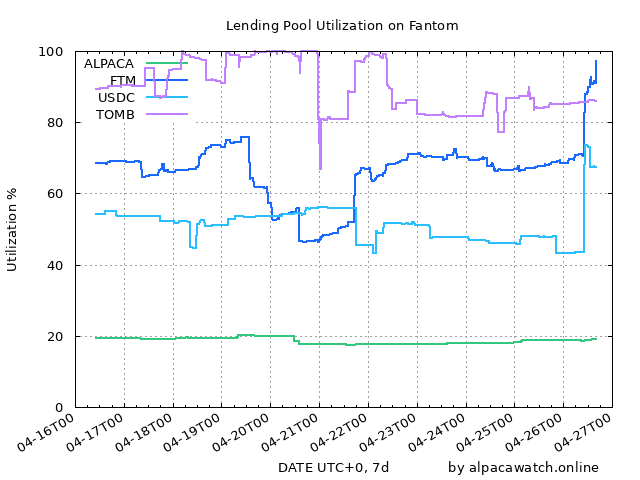 Lending Pool Utilization on Fantom
100
80
60
40
20
0
Utilization %
ALPACA
FTM
USDC
TOMB
04-16T00
04-17T00
04-18T00
04-19T00
04-20T00
04-21T00
04-22T00
04-23T00
04-24T00
04-25T00
04-26T00
04-27T00
DATE UTC+0, 7d
by alpacawatch.online